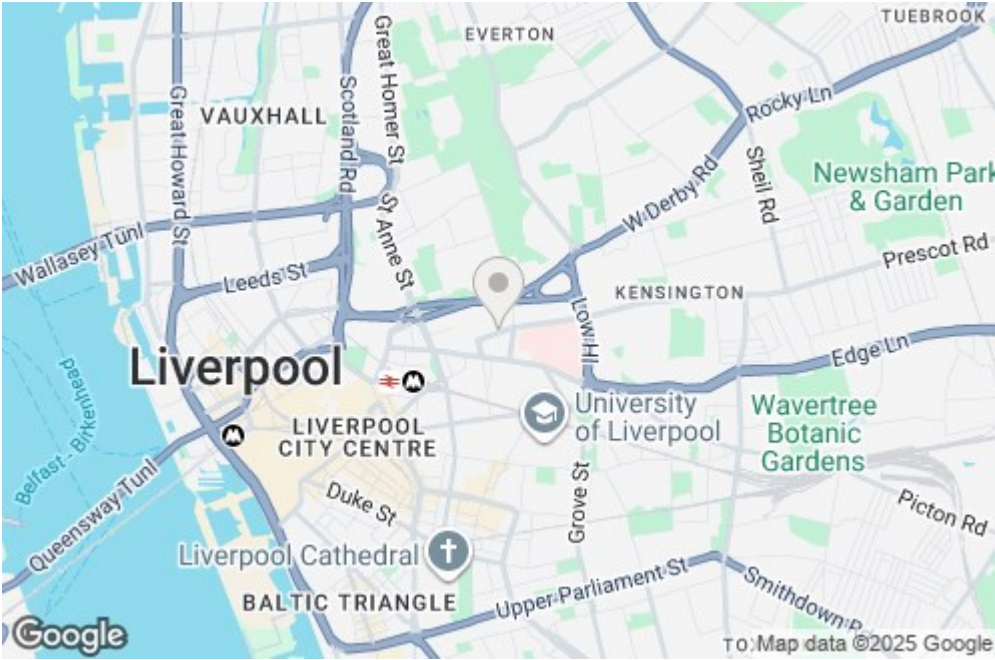 TUEBROOK
EVERTON
Great Homer St
Scotland Rd
Great Howard St
VAUXHALL
Rocky Ln
Sheil Rd
Newsham Park
& Garden
W Derby Rd
St Anne St
Wallasey Tunl
Leeds St
Prescot Rd
KENSINGTON
Low Hl
Edge Ln
Liverpool
Belfast - Birkenhead
University
of Liverpool
Wavertree
Botanic
Gardens
LIVERPOOL
CITY CENTRE
Queensway Tunl
Duke St
Grove St
Picton Rd
Liverpool Cathedral
BALTIC TRIANGLE
Upper Parliament St
Smithdown R
Google
TO
Map data ©2025 Google